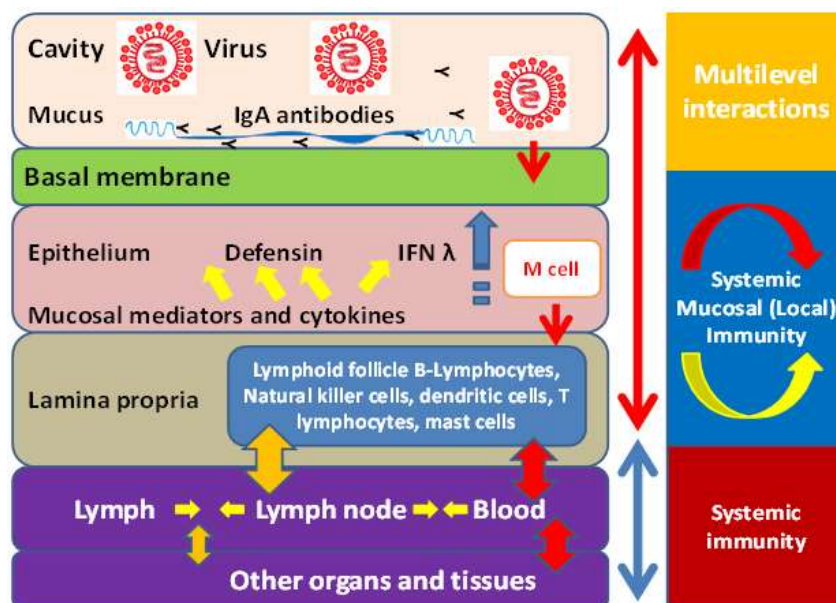 Cavity Virus
Mucus IgA antibodies
Basal membrane
Epithelium Defensin IFN λ
M cell
Mucosal mediators and cytokines
Lamina propria
Lymphoid follicle B-Lymphocytes,
Natural killer cells, dendritic cells, T
lymphocytes, mast cells
Lymph Lymph node Blood
Other organs and tissues
Multilevel
interactions
Systemic
Mucosal (Local)
Immunity
Systemic
immunity